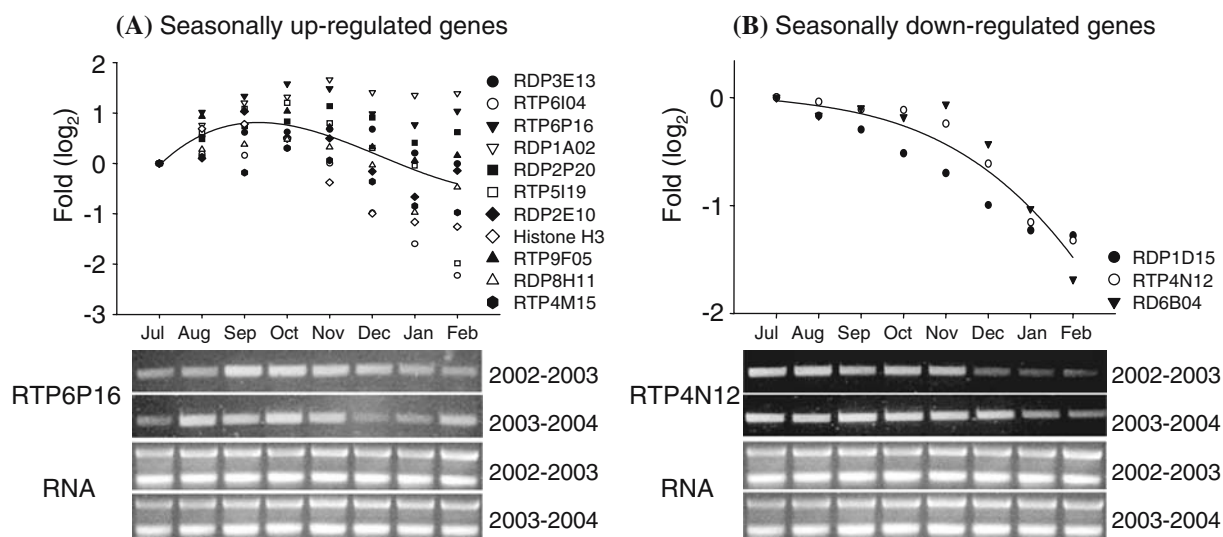 (A) Seasonally up-regulated genes
Fold (log2)
2
1
0
-1
-2
-3
Jul Aug Sep Oct Nov Dec Jan Feb
RDP3E13
RTP6I04
RTP6P16
RDP1A02
RDP2P20
RTP5I19
RDP2E10
Histone H3
RTP9F05
RDP8H11
RTP4M15
RTP6P16
2002-2003
2003-2004
RNA
2002-2003
2003-2004
(B) Seasonally down-regulated genes
Fold (log2)
0
-1
-2
Jul Aug Sep Oct Nov Dec Jan Feb
RDP1D15
RTP4N12
RD6B04
RTP4N12
2002-2003
2003-2004
RNA
2002-2003
2003-2004